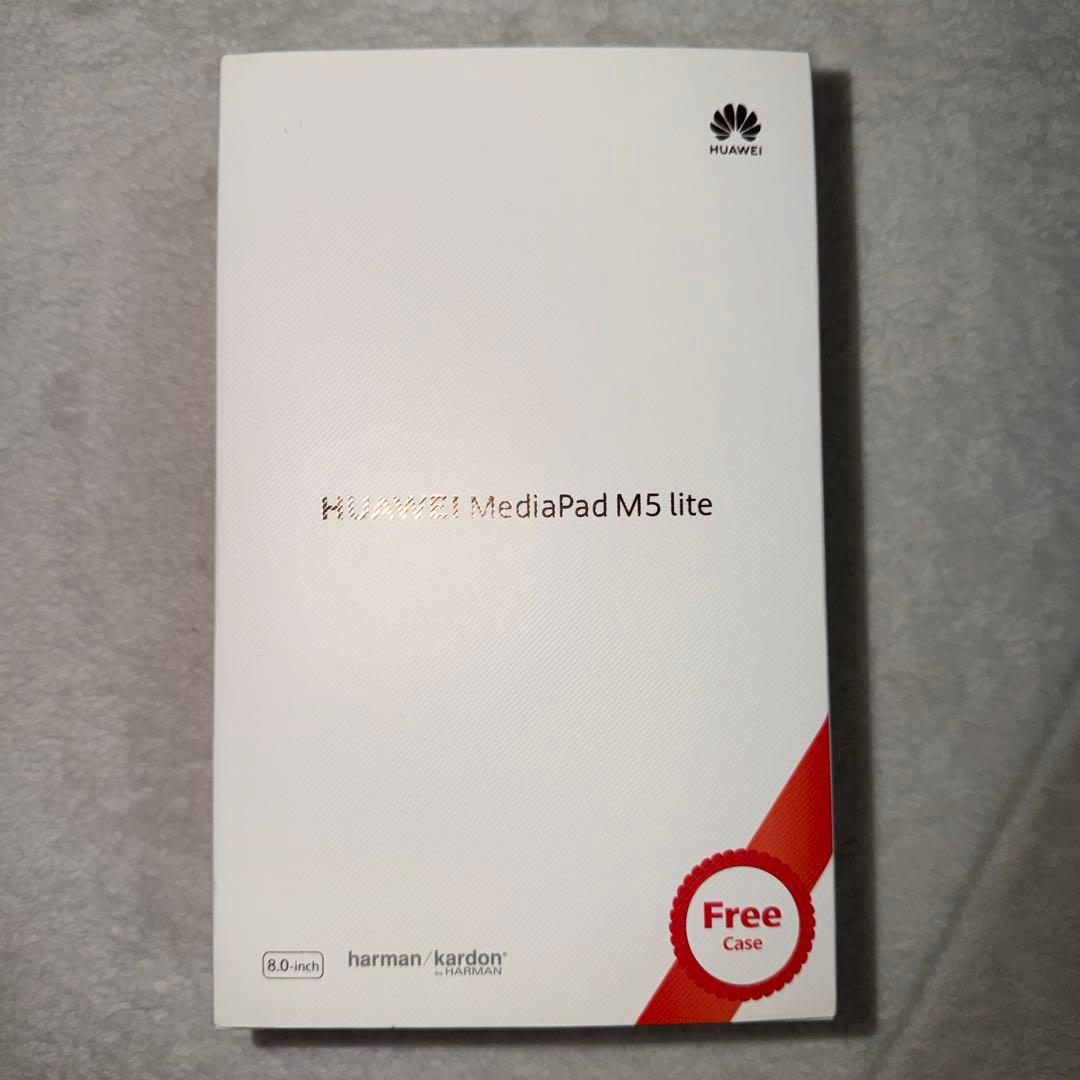 HUAWEI
HUAWEI MediaPad M5 lite
Free
Case
8.0-inch
harman/kardon®
by HARMAN